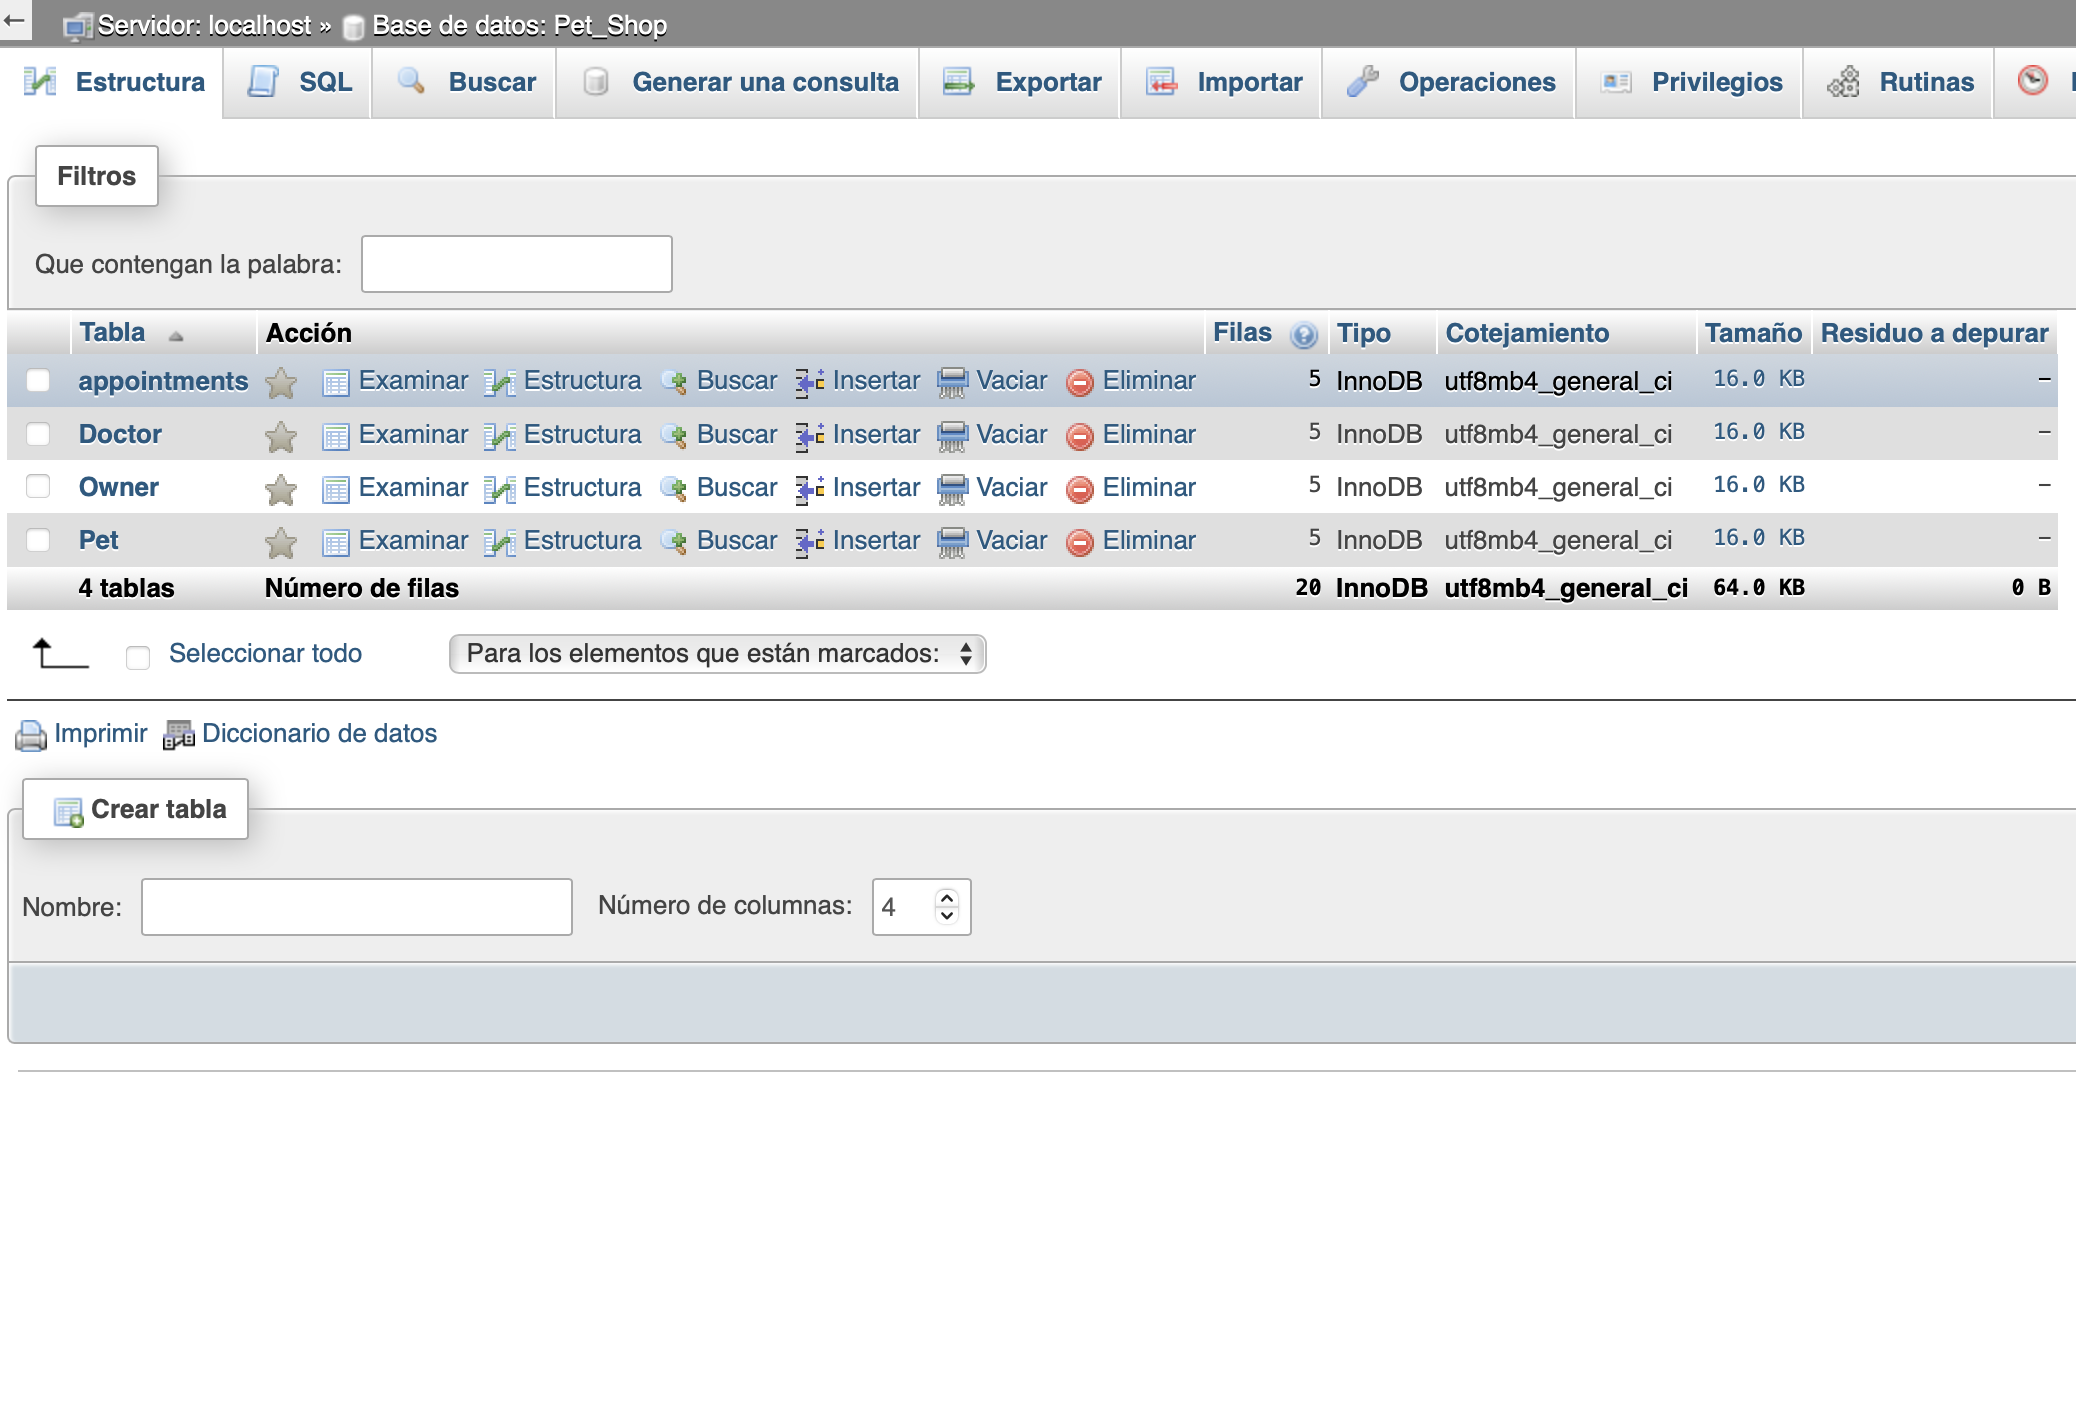 Servidor: localhost » Base de datos: Pet_Shop
Estructura SQL Buscar Generar una consulta Exportar Importar Operaciones Privilegios Rutinas
Filtros
Que contengan la palabra:
Tabla Acción Filas Tipo Cotejamiento Tamaño Residuo a depurar
appointments Examinar Estructura Buscar Insertar Vaciar Eliminar 5 InnoDB utf8mb4_general_ci 16.0 KB –
Doctor Examinar Estructura Buscar Insertar Vaciar Eliminar 5 InnoDB utf8mb4_general_ci 16.0 KB –
Owner Examinar Estructura Buscar Insertar Vaciar Eliminar 5 InnoDB utf8mb4_general_ci 16.0 KB –
Pet Examinar Estructura Buscar Insertar Vaciar Eliminar 5 InnoDB utf8mb4_general_ci 16.0 KB –
4 tablas Número de filas 20 InnoDB utf8mb4_general_ci 64.0 KB 0 B
Seleccionar todo Para los elementos que están marcados:
Imprimir Diccionario de datos
Crear tabla
Nombre: Número de columnas: 4